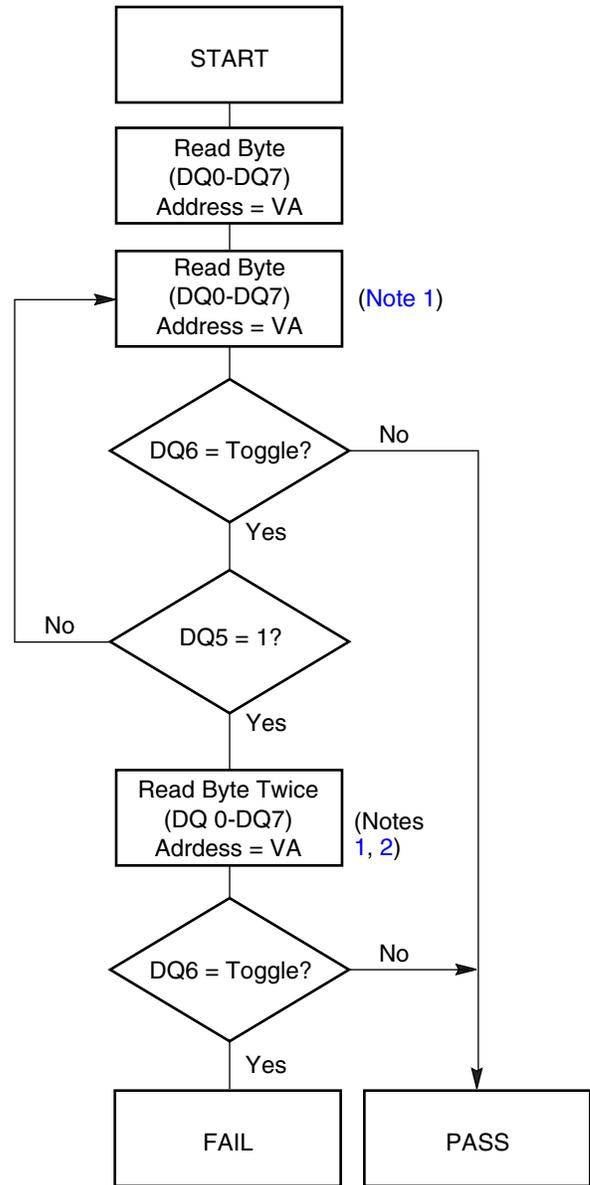 START
Read Byte
(DQ0-DQ7)
Address = VA
Read Byte
(DQ0-DQ7)
Address = VA
(Note 1)
DQ6 = Toggle?
No
Yes
DQ5 = 1?
No
Yes
Read Byte Twice
(DQ 0-DQ7)
Adrdess = VA
(Notes
1, 2)
DQ6 = Toggle?
No
Yes
FAIL
PASS